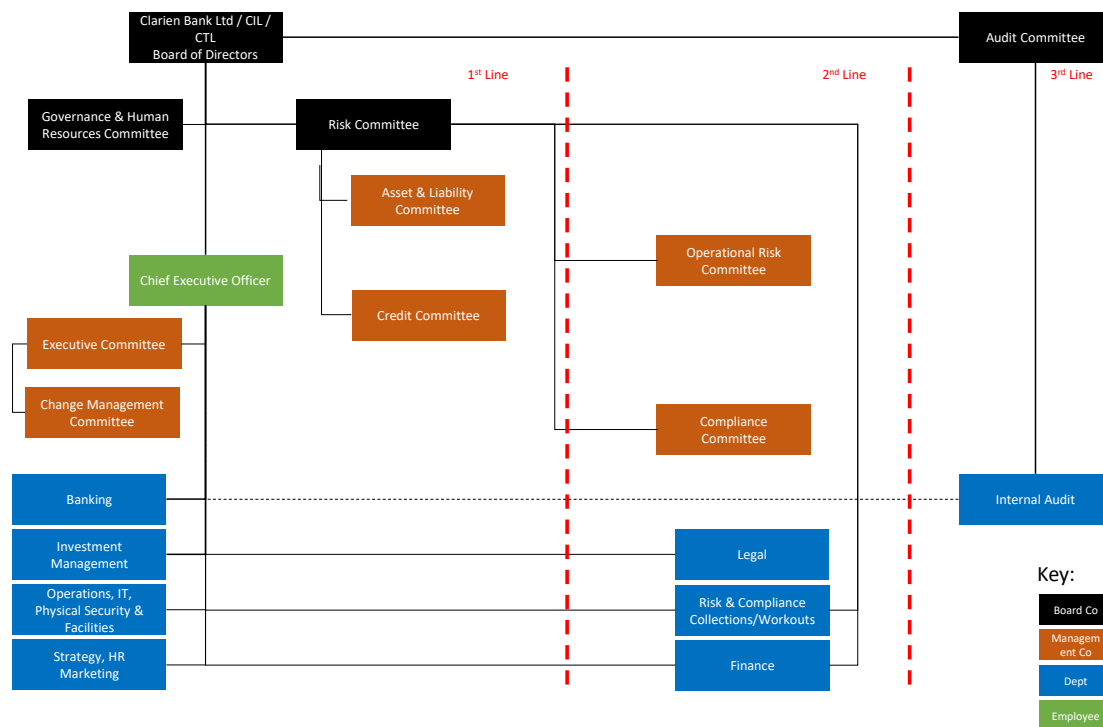 Clarien Bank Ltd / CIL /
CTL
Board of Directors
Audit Committee
1st Line
2nd Line
3rd Line
Governance & Human
Resources Committee
Risk Committee
Asset & Liability
Committee
Operational Risk
Committee
Chief Executive Officer
Credit Committee
Executive Committee
Change Management
Committee
Compliance
Committee
Banking
Internal Audit
Investment
Management
Legal
Operations, IT,
Physical Security &
Facilities
Risk & Compliance
Collections/Workouts
Strategy, HR
Marketing
Finance
Key:
Board Co
Managem
ent Co
Dept
Employee